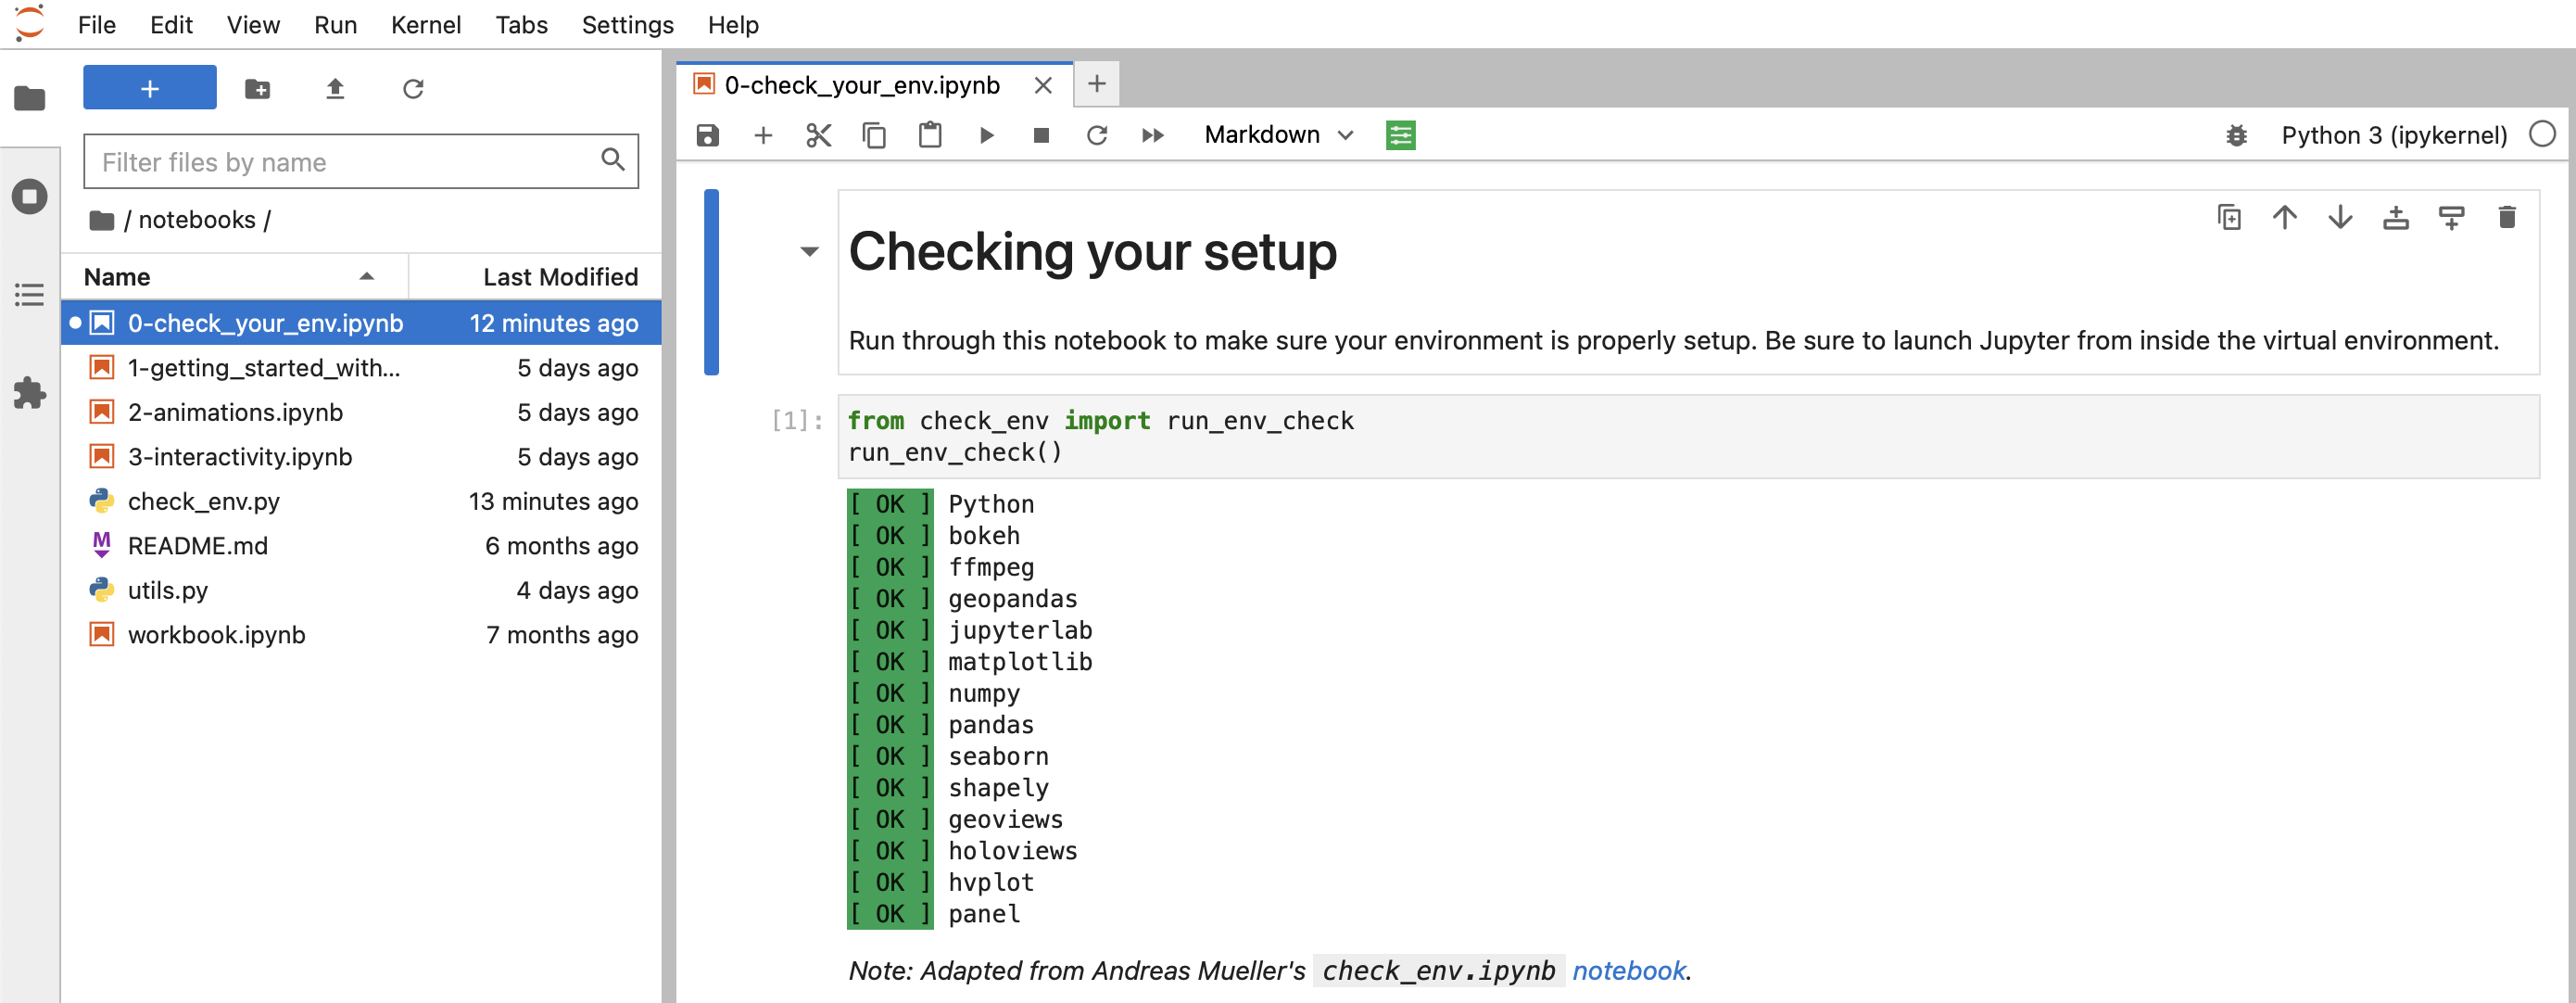 File Edit View Run Kernel Tabs Settings Help
Filter files by name
/ notebooks /
Name Last Modified
0-check_your_env.ipynb 12 minutes ago
1-getting_started_with... 5 days ago
2-animations.ipynb 5 days ago
3-interactivity.ipynb 5 days ago
check_env.py 13 minutes ago
README.md 6 months ago
utils.py 4 days ago
workbook.ipynb 7 months ago
0-check_your_env.ipynb
Markdown Python 3 (ipykernel)
Checking your setup
Run through this notebook to make sure your environment is properly setup. Be sure to launch Jupyter from inside the virtual environment.
[1]: from check_env import run_env_check
run_env_check()
[ OK ] Python
[ OK ] bokeh
[ OK ] ffmpeg
[ OK ] geopandas
[ OK ] jupyterlab
[ OK ] matplotlib
[ OK ] numpy
[ OK ] pandas
[ OK ] seaborn
[ OK ] shapely
[ OK ] geoviews
[ OK ] holoviews
[ OK ] hvplot
[ OK ] panel
Note: Adapted from Andreas Mueller's check_env.ipynb notebook.